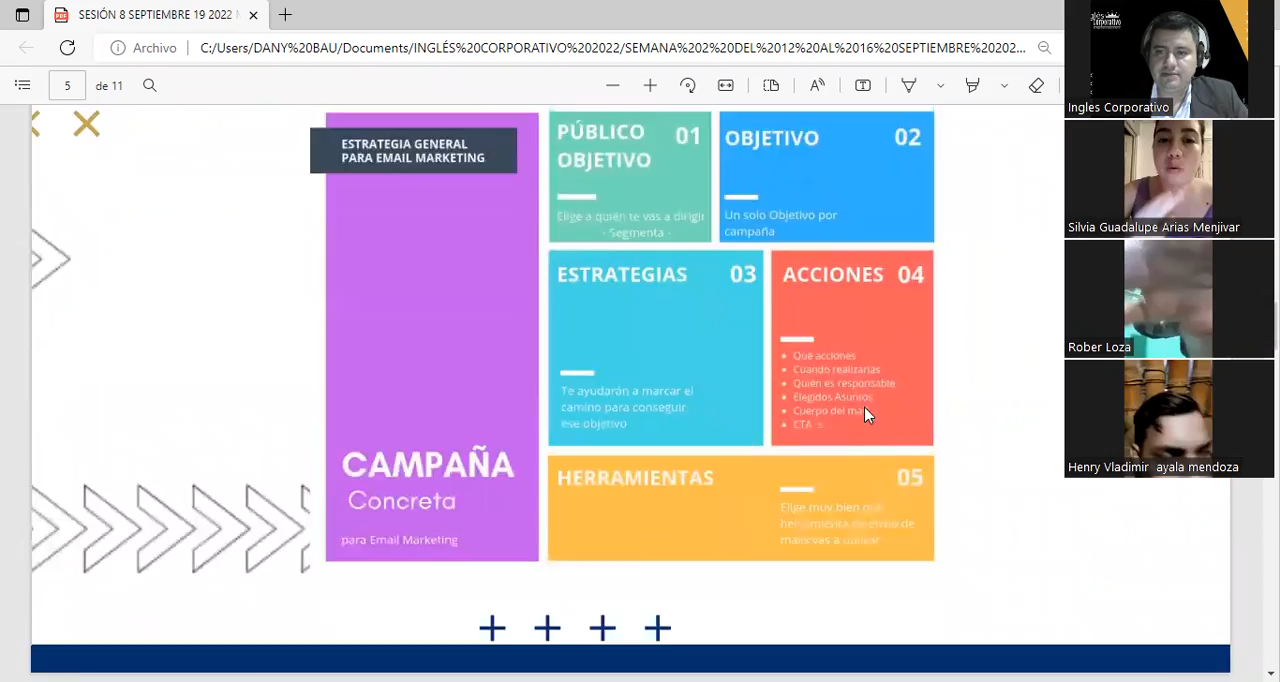 SESIÓN 8 SEPTIEMBRE 19 2022
Archivo
C:/Users/DANY%20BAU/Documents/INGLÉS%20CORPORATIVO%202022/SEMANA%202%20DEL%2012%20AL%2016%20SEPTIEMBRE%20202...
5
de 11
ESTRATEGIA GENERAL
PARA EMAIL MARKETING
CAMPAÑA
Concreta
para Email Marketing
PÚBLICO
OBJETIVO
01
Elige a quién te vas a dirigir
- Segmenta -
OBJETIVO
02
Un solo Objetivo por
campaña
ESTRATEGIAS
03
Te ayudarán a marcar el
camino para conseguir
ese objetivo
ACCIONES
04
Qué acciones
Cuándo realizarlas
Quién es responsable
Elegidos Asuntos
Cuerpo del
CTA
HERRAMIENTAS
05
Elige muy bien que
herramienta de envío de
mails vas a utilizar
Ingles Corporativo
Silvia Guadalupe Arias Menjivar
Rober Loza
Henry Vladimir ayala mendoza